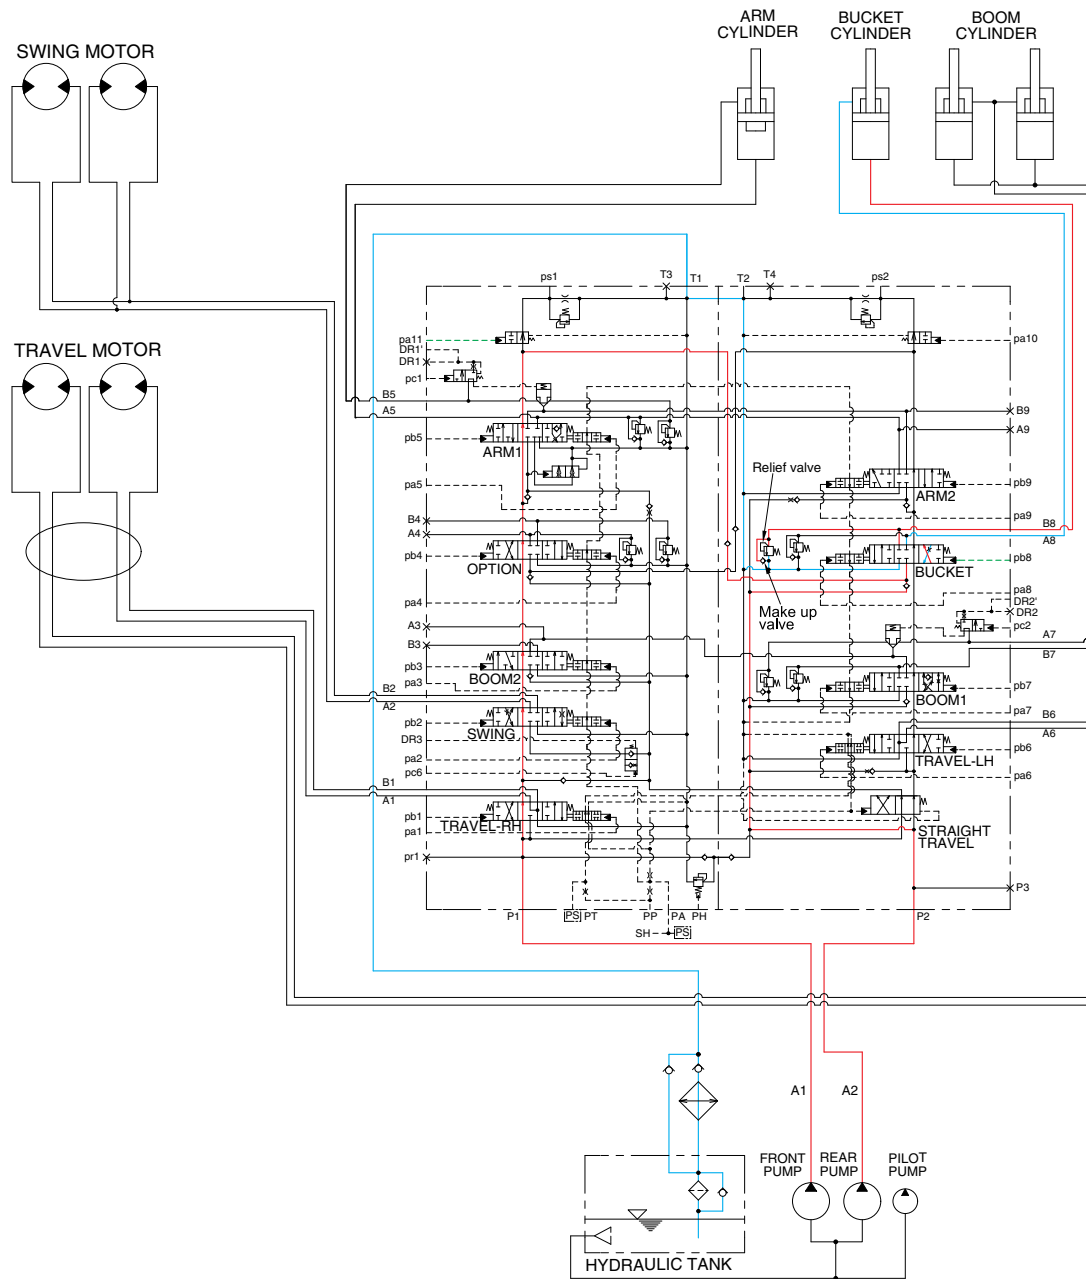 ARM
CYLINDER
BUCKET
CYLINDER
BOOM
CYLINDER
SWING MOTOR
TRAVEL MOTOR
ps1
T3
T1
T2
T4
ps2
pa11
DR1'
DR1
pc1
B5
A5
pb5
ARM1
pa5
B4
A4
pb4
OPTION
pa4
A3
B3
pb3
BOOM2
pa3
B2
A2
pb2
SWING
DR3
pa2
pc6
B1
A1
pb1
TRAVEL-RH
pa1
pr1
pa10
B9
A9
Relief valve
pb9
ARM2
pa9
B8
A8
pb8
BUCKET
pa8
Make up
valve
DR2'
DR2
pc2
A7
B7
pb7
BOOM1
pa7
B6
A6
pb6
TRAVEL-LH
pa6
STRAIGHT
TRAVEL
P3
P1
PS
PT
PP
PA
PH
P2
SH
PS
A1
A2
FRONT
PUMP
REAR
PUMP
PILOT
PUMP
HYDRAULIC TANK